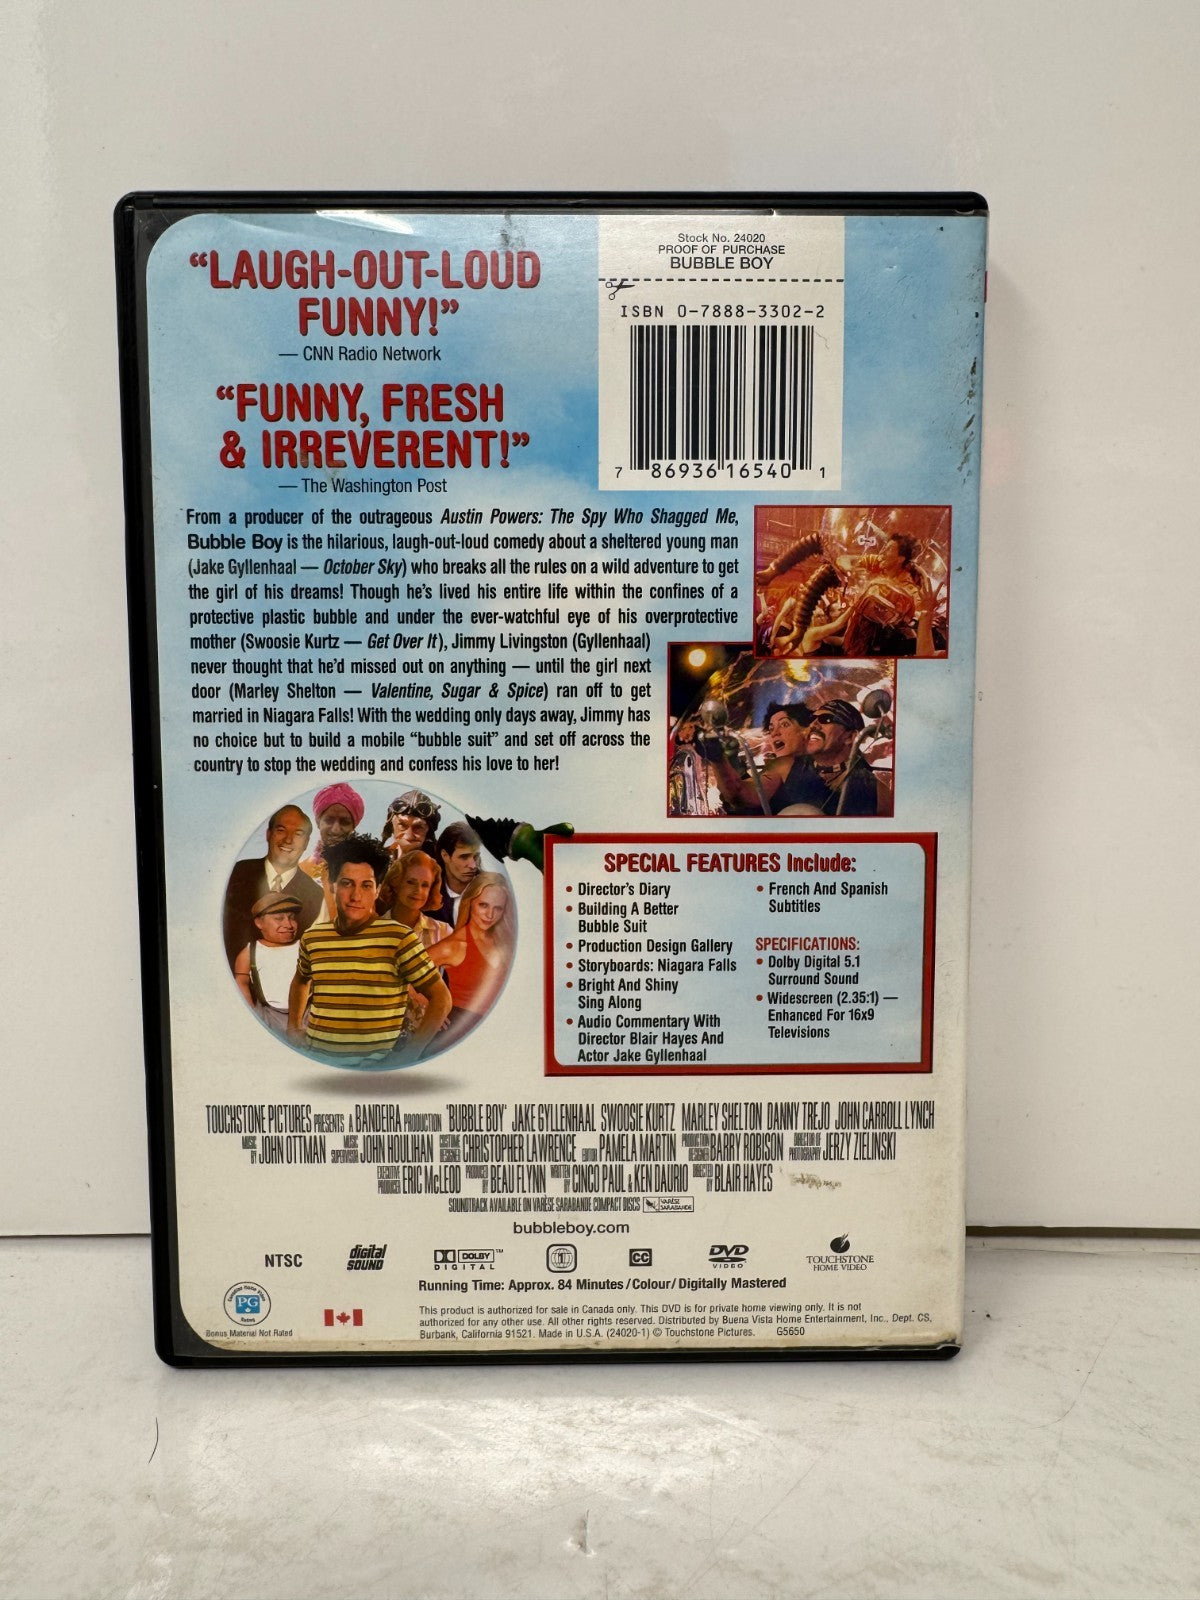 “LAUGH-OUT-LOUD
FUNNY!”
— CNN Radio Network
“FUNNY, FRESH
& IRREVERENT!”
— The Washington Post
Stock No. 24020
PROOF OF PURCHASE
BUBBLE BOY
ISBN 0-7888-3302-2
7 86936 16540 1
From a producer of the outrageous Austin Powers: The Spy Who Shagged Me,
Bubble Boy is the hilarious, laugh-out-loud comedy about a sheltered young man
(Jake Gyllenhaal — October Sky) who breaks all the rules on a wild adventure to get
the girl of his dreams! Though he's lived his entire life within the confines of a
protective plastic bubble and under the ever-watchful eye of his overprotective
mother (Swoosie Kurtz — Get Over It), Jimmy Livingston (Gyllenhaal)
never thought that he'd missed out on anything — until the girl next
door (Marley Shelton — Valentine, Sugar & Spice) ran off to get
married in Niagara Falls! With the wedding only days away, Jimmy has
no choice but to build a mobile “bubble suit” and set off across the
country to stop the wedding and confess his love to her!
SPECIAL FEATURES Include:
• Director's Diary
• Building A Better
Bubble Suit
• Production Design Gallery
• Storyboards: Niagara Falls
• Bright And Shiny
Sing Along
• Audio Commentary With
Director Blair Hayes And
Actor Jake Gyllenhaal
• French And Spanish
Subtitles
SPECIFICATIONS:
• Dolby Digital 5.1
Surround Sound
• Widescreen (2.35:1) —
Enhanced For 16x9
Televisions
TOUCHSTONE PICTURES PRESENTS A BANDEIRA PRODUCTION 'BUBBLE BOY' JAKE GYLLENHAAL SWOOSIE KURTZ MARLEY SHELTON DANNY TREJO JOHN CARROLL LYNCH
MUSIC BY JOHN OTTMAN MUSIC SUPERVISOR JOHN HOULIHAN COSTUME DESIGNER CHRISTOPHER LAWRENCE EDITOR PAMELA MARTIN PRODUCTION DESIGNER BARRY ROBISON DIRECTOR OF PHOTOGRAPHY JERZY ZIELINSKI
EXECUTIVE PRODUCER ERIC McLEOD PRODUCED BY BEAU FLYNN WRITTEN BY CINCO PAUL & KEN DAURIO DIRECTED BY BLAIR HAYES
SOUNDTRACK AVAILABLE ON VARÈSE SARABANDE COMPACT DISCS VARÈSE SARABANDE
bubbleboy.com
NTSC digital SOUND DOLBY DIGITAL ™ 1 CC DVD VIDEO TOUCHSTONE HOME VIDEO
Running Time: Approx. 84 Minutes/Colour/Digitally Mastered
Canadian Home Video
PG
Rated
Bonus Material Not Rated
This product is authorized for sale in Canada only. This DVD is for private home viewing only. It is not
authorized for any other use. All other rights reserved. Distributed by Buena Vista Home Entertainment, Inc., Dept. CS,
Burbank, California 91521. Made in U.S.A. (24020-1) © Touchstone Pictures. G5650